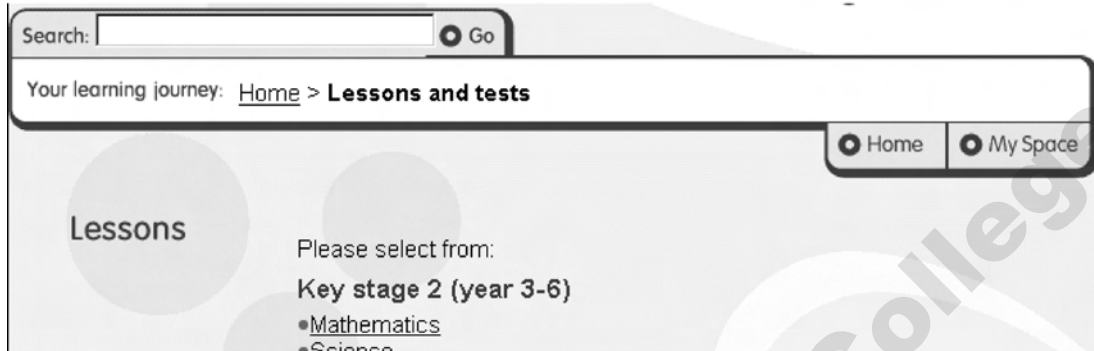 Search: Go
Your learning journey: Home > Lessons and tests
Home My Space
Lessons
Please select from:
Key stage 2 (year 3-6)
•Mathematics
•Science